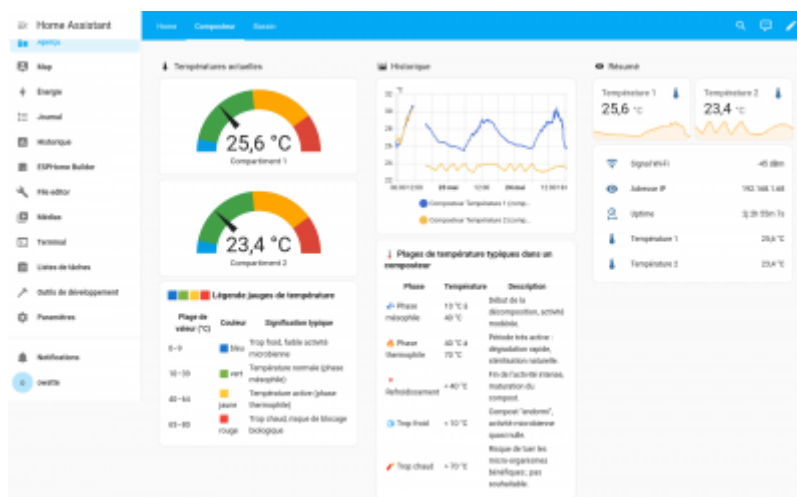 Home Assistant
Home Composteur Bassin
Aperçu
Map
Énergie
Journal
Historique
ESPHome Builder
File editor
Médias
Terminal
Listes de tâches
Outils de développement
Paramètres
Notifications
owatte
Températures actuelles
25,6 °C
Compartiment 1
23,4 °C
Compartiment 2
Légende jauges de température
Plage de valeur (°C) Couleur Signification typique
0–9 bleu Trop froid, faible activité
microbienne
10–39 vert Température normale (phase
mésophile)
40–64 jaune Température active (phase
thermophile)
65–80 rouge Trop chaud, risque de blocage
biologique
Historique
°C
Composteur Température 1 (comp...
Composteur Température 2 (comp...
Plages de température typiques dans un
composteur
Phase Température Description
Phase mésophile 10 °C à 40 °C Début de la
décomposition, activité
modérée.
Phase thermophile 40 °C à 70 °C Période très active :
dégradation rapide,
stérilisation naturelle.
Refroidissement < 40 °C Fin de l'activité intense,
maturation du
compost.
Trop froid < 10 °C Compost "endormi",
activité microbienne
quasi nulle.
Trop chaud > 70 °C Risque de tuer les
micro-organismes
bénéfiques ; pas
souhaitable.
Résumé
Température 1
25,6 °C
Température 2
23,4 °C
Signal Wi-Fi -45 dBm
Adresse IP 192.168.1.68
Uptime
Température 1 25,6 °C
Température 2 23,4 °C